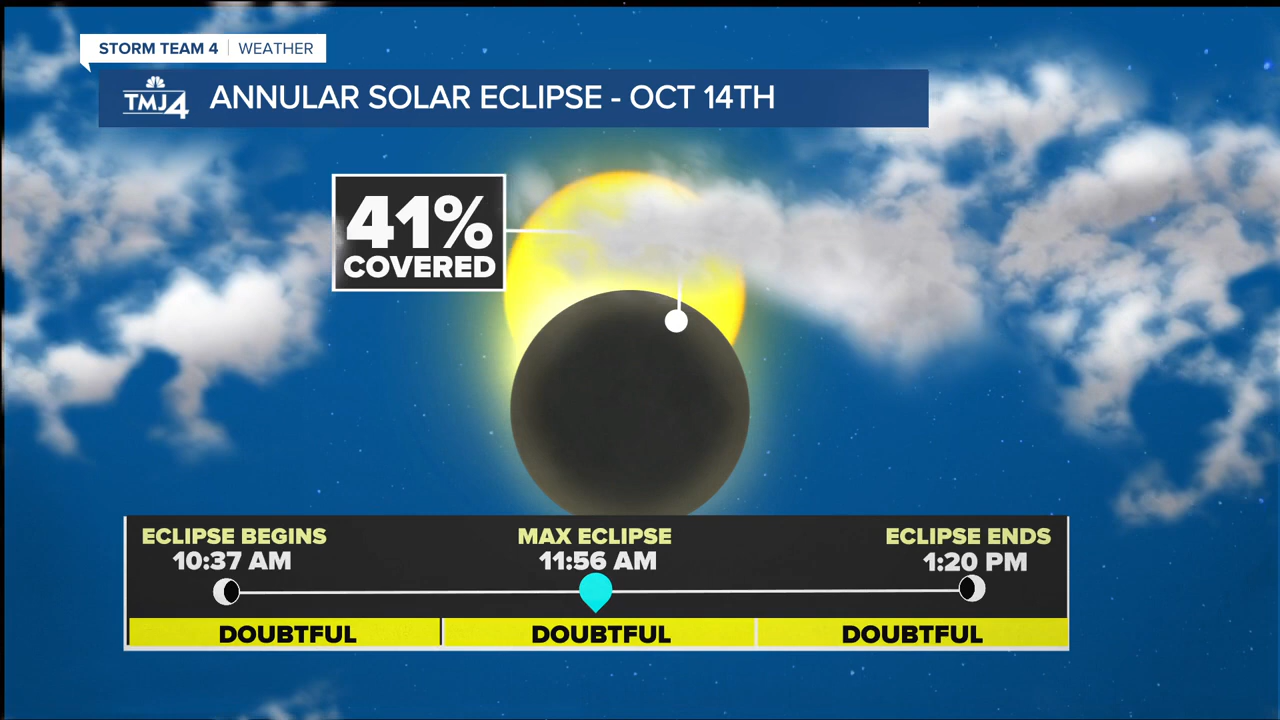 STORM TEAM 4 | WEATHER
TMJ4 ANNULAR SOLAR ECLIPSE - OCT 14TH
41%
COVERED
ECLIPSE BEGINS MAX ECLIPSE ECLIPSE ENDS
10:37 AM 11:56 AM 1:20 PM
DOUBTFUL DOUBTFUL DOUBTFUL